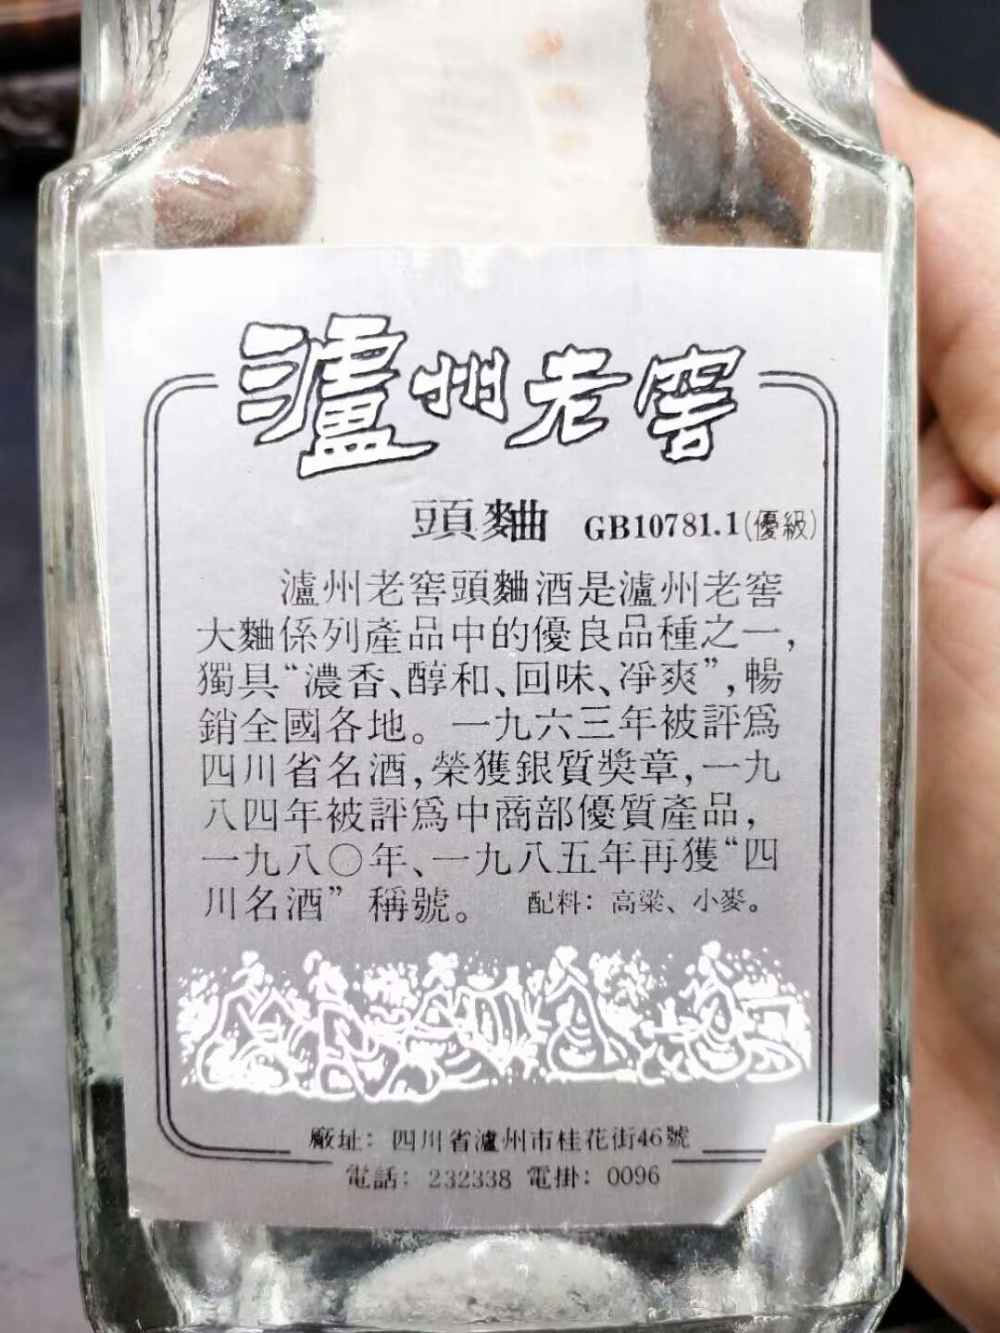 瀘州老窖
頭麯 GB10781.1(優級)
瀘州老窖頭麯酒是瀘州老窖
大麯係列產品中的優良品種之一，
獨具“濃香、醇和、回味、凈爽”，暢
銷全國各地。一九六三年被評爲
四川省名酒，榮獲銀質獎章，一九
八四年被評爲中商部優質產品，
一九八〇年、一九八五年再獲“四
川名酒”稱號。 配料：高粱、小麥。
廠址：四川省瀘州市桂花街46號
電話：232338 電掛：0096